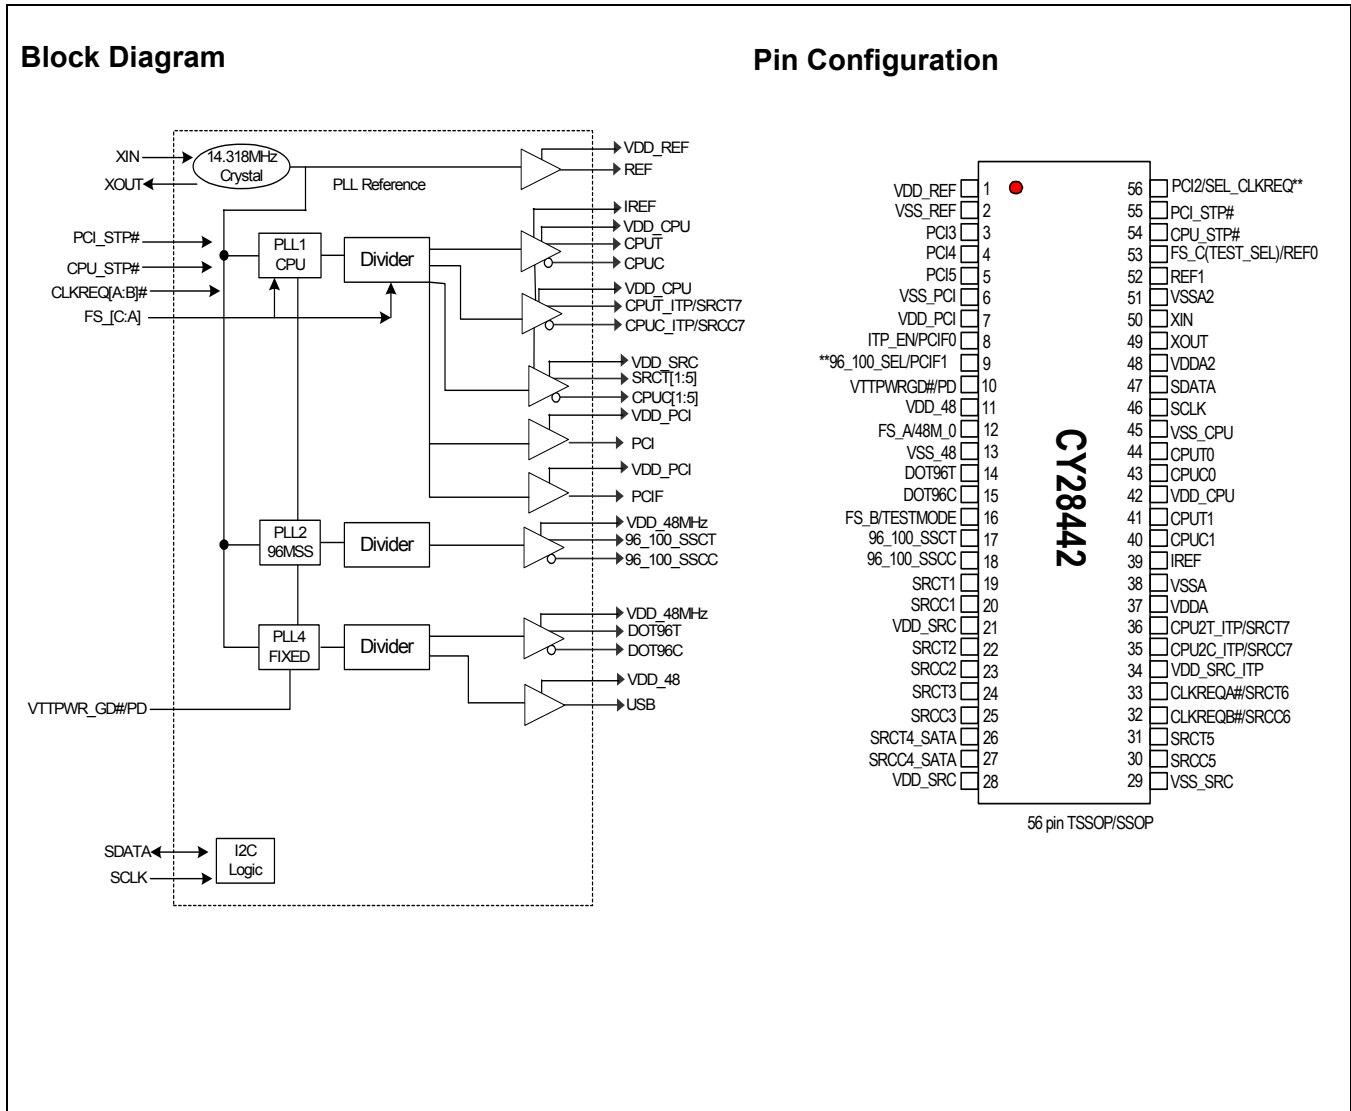 Block Diagram
Pin Configuration
XIN
XOUT
14.318MHz
Crystal
PLL Reference
PCI_STP#
CPU_STP#
CLKREQ[A:B]#
FS_[C:A]
PLL1
CPU
Divider
VDD_REF
REF
IREF
VDD_CPU
CPUT
CPUC
VDD_CPU
CPUT_ITP/SRCT7
CPUC_ITP/SRCC7
VDD_SRC
SRCT[1:5]
CPUC[1:5]
VDD_PCI
PCI
VDD_PCI
PCIF
PLL2
96MSS
Divider
VDD_48MHz
96_100_SSCT
96_100_SSCC
PLL4
FIXED
Divider
VDD_48MHz
DOT96T
DOT96C
VDD_48
USB
VTTPWR_GD#/PD
SDATA
SCLK
I2C
Logic
VDD_REF 1
VSS_REF 2
PCI3 3
PCI4 4
PCI5 5
VSS_PCI 6
VDD_PCI 7
ITP_EN/PCIF0 8
**96_100_SEL/PCIF1 9
VTTPWRGD#/PD 10
VDD_48 11
FS_A/48M_0 12
VSS_48 13
DOT96T 14
DOT96C 15
FS_B/TESTMODE 16
96_100_SSCT 17
96_100_SSCC 18
SRCT1 19
SRCC1 20
VDD_SRC 21
SRCT2 22
SRCC2 23
SRCT3 24
SRCC3 25
SRCT4_SATA 26
SRCC4_SATA 27
VDD_SRC 28
CY28442
56 PCI2/SEL_CLKREQ**
55 PCI_STP#
54 CPU_STP#
53 FS_C(TEST_SEL)/REF0
52 REF1
51 VSSA2
50 XIN
49 XOUT
48 VDDA2
47 SDATA
46 SCLK
45 VSS_CPU
44 CPUT0
43 CPUC0
42 VDD_CPU
41 CPUT1
40 CPUC1
39 IREF
38 VSSA
37 VDDA
36 CPU2T_ITP/SRCT7
35 CPU2C_ITP/SRCC7
34 VDD_SRC_ITP
33 CLKREQA#/SRCT6
32 CLKREQB#/SRCC6
31 SRCT5
30 SRCC5
29 VSS_SRC
56 pin TSSOP/SSOP